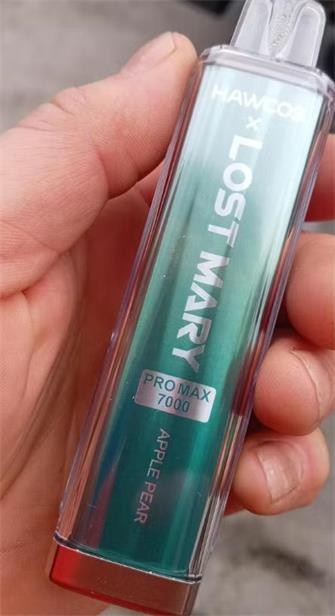 HAWCOS
×
LOST MARY
PRO MAX
7000
APPLE PEAR